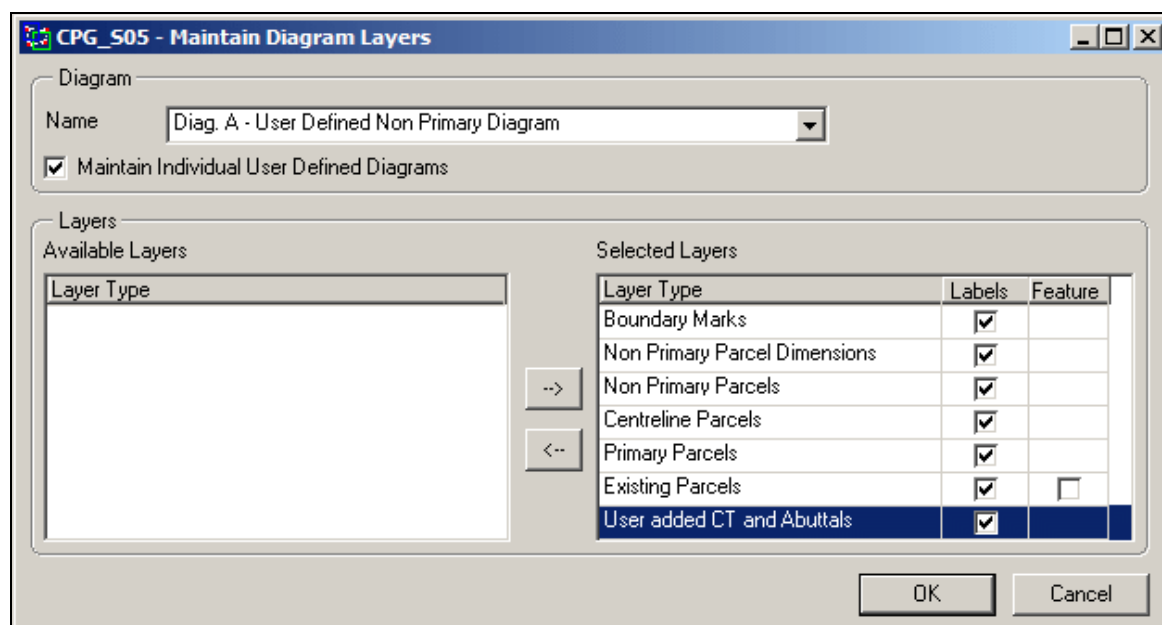 CPG_S05 - Maintain Diagram Layers
Diagram
Name Diag. A - User Defined Non Primary Diagram
Maintain Individual User Defined Diagrams
Layers
Available Layers
Layer Type
-->
<--
Selected Layers
Layer Type Labels Feature
Boundary Marks
Non Primary Parcel Dimensions
Non Primary Parcels
Centreline Parcels
Primary Parcels
Existing Parcels
User added CT and Abuttals
OK Cancel